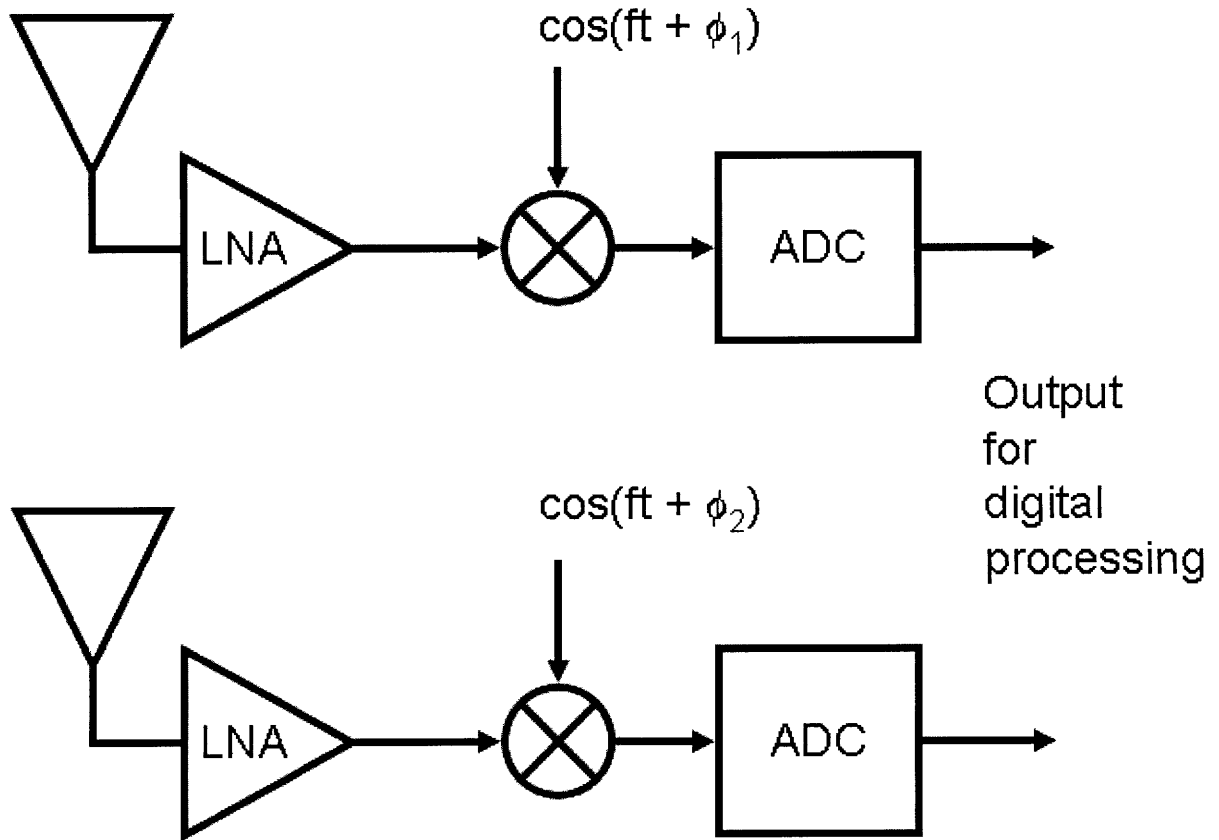 cos(ft + ϕ₁)
LNA
ADC
Output
for
digital
processing
cos(ft + ϕ₂)
LNA
ADC